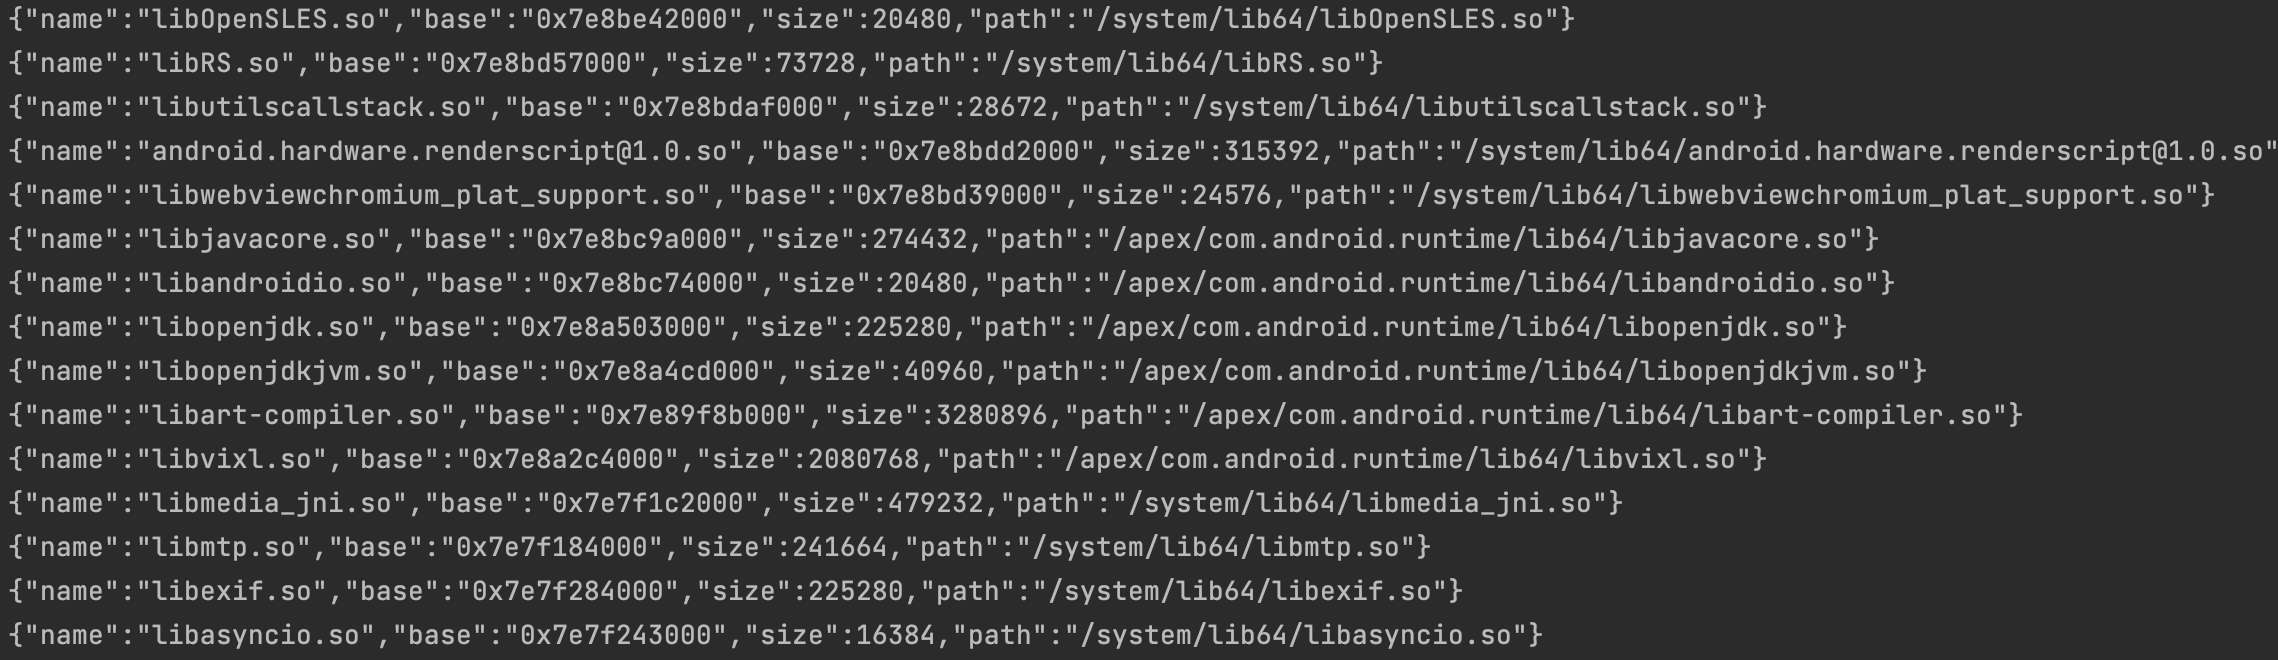 {"name":"libOpenSLES.so","base":"0x7e8be42000","size":20480,"path":"/system/lib64/libOpenSLES.so"}
{"name":"libRS.so","base":"0x7e8bd57000","size":73728,"path":"/system/lib64/libRS.so"}
{"name":"libutilscallstack.so","base":"0x7e8bdaf000","size":28672,"path":"/system/lib64/libutilscallstack.so"}
{"name":"android.hardware.renderscript@1.0.so","base":"0x7e8bdd2000","size":315392,"path":"/system/lib64/android.hardware.renderscript@1.0.so"
{"name":"libwebviewchromium_plat_support.so","base":"0x7e8bd39000","size":24576,"path":"/system/lib64/libwebviewchromium_plat_support.so"}
{"name":"libjavacore.so","base":"0x7e8bc9a000","size":274432,"path":"/apex/com.android.runtime/lib64/libjavacore.so"}
{"name":"libandroidio.so","base":"0x7e8bc74000","size":20480,"path":"/apex/com.android.runtime/lib64/libandroidio.so"}
{"name":"libopenjdk.so","base":"0x7e8a503000","size":225280,"path":"/apex/com.android.runtime/lib64/libopenjdk.so"}
{"name":"libopenjdkjvm.so","base":"0x7e8a4cd000","size":40960,"path":"/apex/com.android.runtime/lib64/libopenjdkjvm.so"}
{"name":"libart-compiler.so","base":"0x7e89f8b000","size":3280896,"path":"/apex/com.android.runtime/lib64/libart-compiler.so"}
{"name":"libvixl.so","base":"0x7e8a2c4000","size":2080768,"path":"/apex/com.android.runtime/lib64/libvixl.so"}
{"name":"libmedia_jni.so","base":"0x7e7f1c2000","size":479232,"path":"/system/lib64/libmedia_jni.so"}
{"name":"libmtp.so","base":"0x7e7f184000","size":241664,"path":"/system/lib64/libmtp.so"}
{"name":"libexif.so","base":"0x7e7f284000","size":225280,"path":"/system/lib64/libexif.so"}
{"name":"libasyncio.so","base":"0x7e7f243000","size":16384,"path":"/system/lib64/libasyncio.so"}